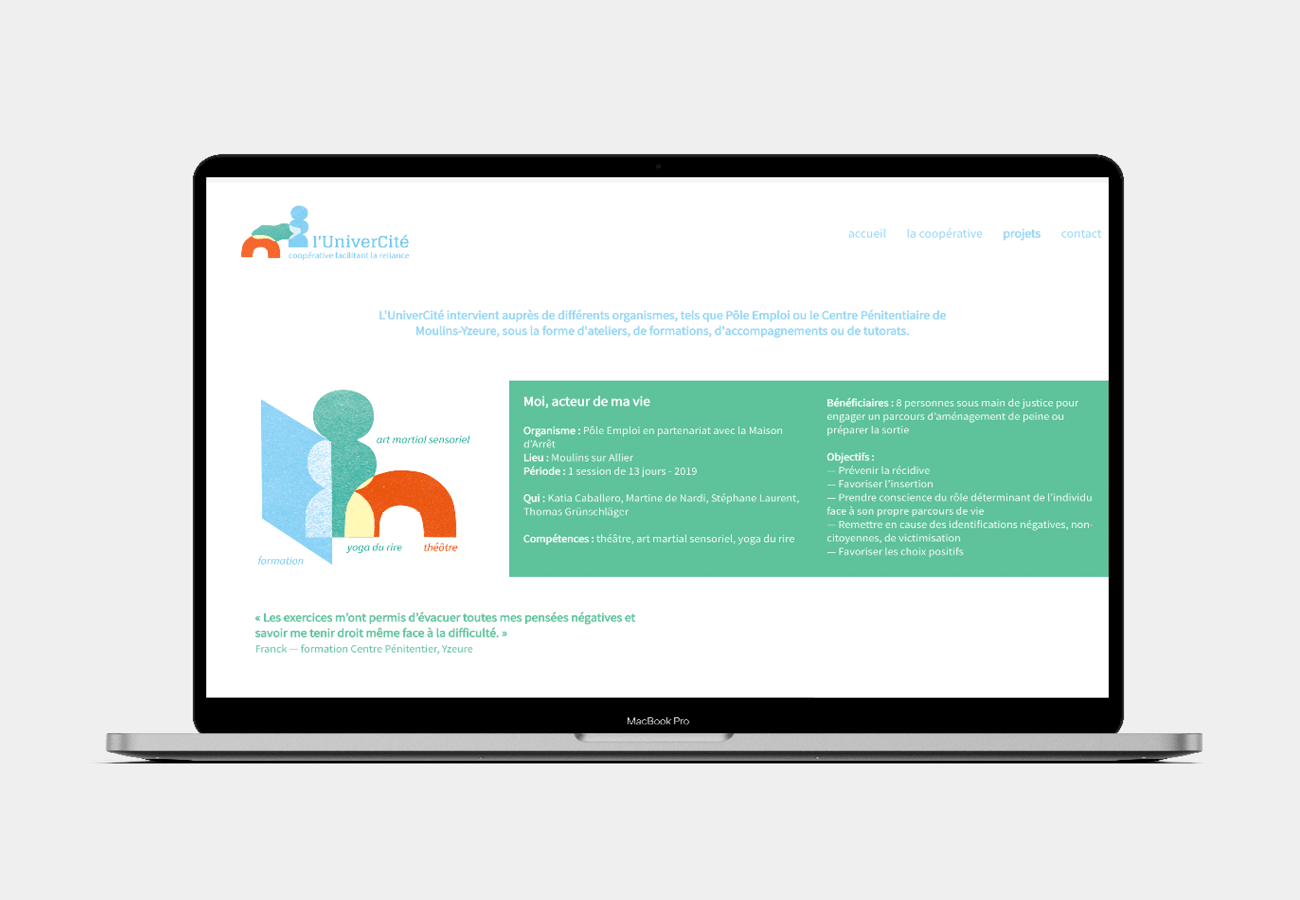 l'UniverCité
coopérative facilitant la reliance
accueil la coopérative projets contact
L'UniverCité intervient auprès de différents organismes, tels que Pôle Emploi ou le Centre Pénitentiaire de
Moulins-Yzeure, sous la forme d'ateliers, de formations, d'accompagnements ou de tutorats.
art martial sensoriel
yoga du rire
théâtre
formation
Moi, acteur de ma vie
Organisme : Pôle Emploi en partenariat avec la Maison
d'Arrêt
Lieu : Moulins sur Allier
Période : 1 session de 13 jours - 2019
Qui : Katia Caballero, Martine de Nardi, Stéphane Laurent,
Thomas Grünschläger
Compétences : théâtre, art martial sensoriel, yoga du rire
Bénéficiaires : 8 personnes sous main de justice pour
engager un parcours d'aménagement de peine ou
préparer la sortie
Objectifs :
— Prévenir la récidive
— Favoriser l'insertion
— Prendre conscience du rôle déterminant de l'individu
face à son propre parcours de vie
— Remettre en cause des identifications négatives, non-
citoyennes, de victimisation
— Favoriser les choix positifs
« Les exercices m'ont permis d'évacuer toutes mes pensées négatives et
savoir me tenir droit même face à la difficulté. »
Franck — formation Centre Pénitentier, Yzeure
MacBook Pro